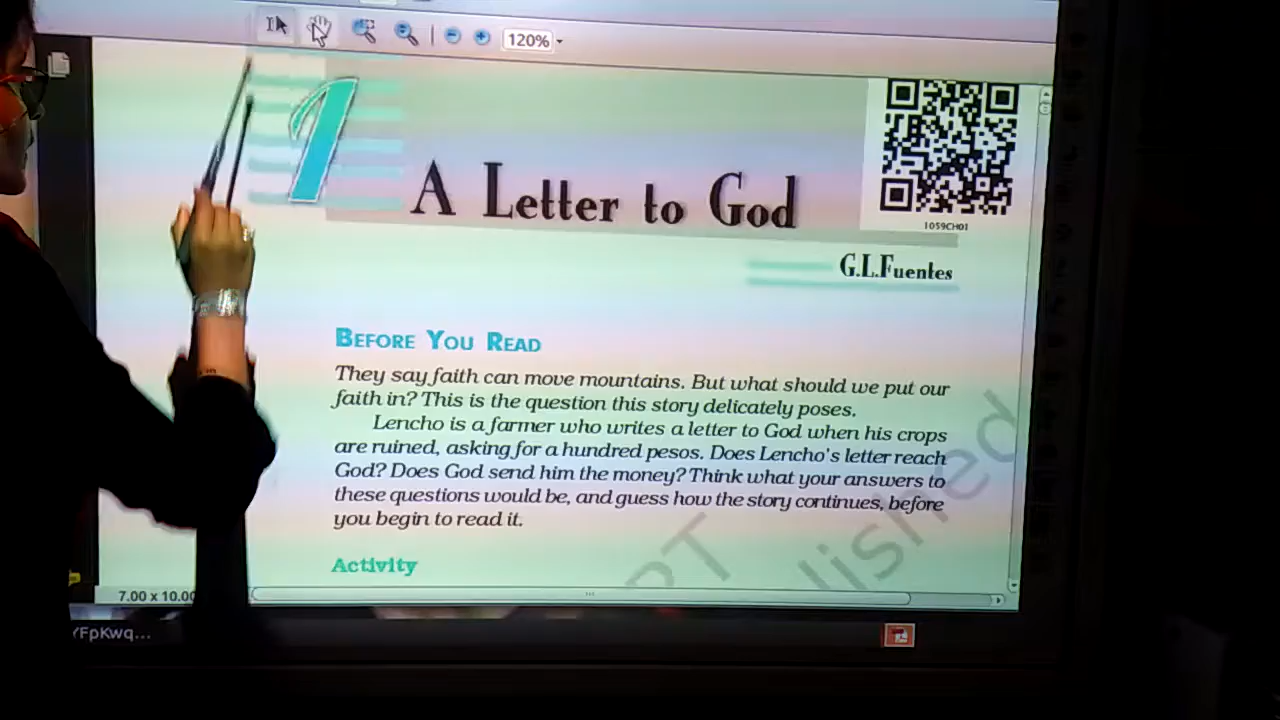 120%
1
A Letter to God
1059CH01
G.L.Fuentes
BEFORE YOU READ
They say faith can move mountains. But what should we put our
faith in? This is the question this story delicately poses.
Lencho is a farmer who writes a letter to God when his crops
are ruined, asking for a hundred pesos. Does Lencho's letter reach
God? Does God send him the money? Think what your answers to
these questions would be, and guess how the story continues, before
you begin to read it.
Activity
7.00 x 10.00
YFpKwq...